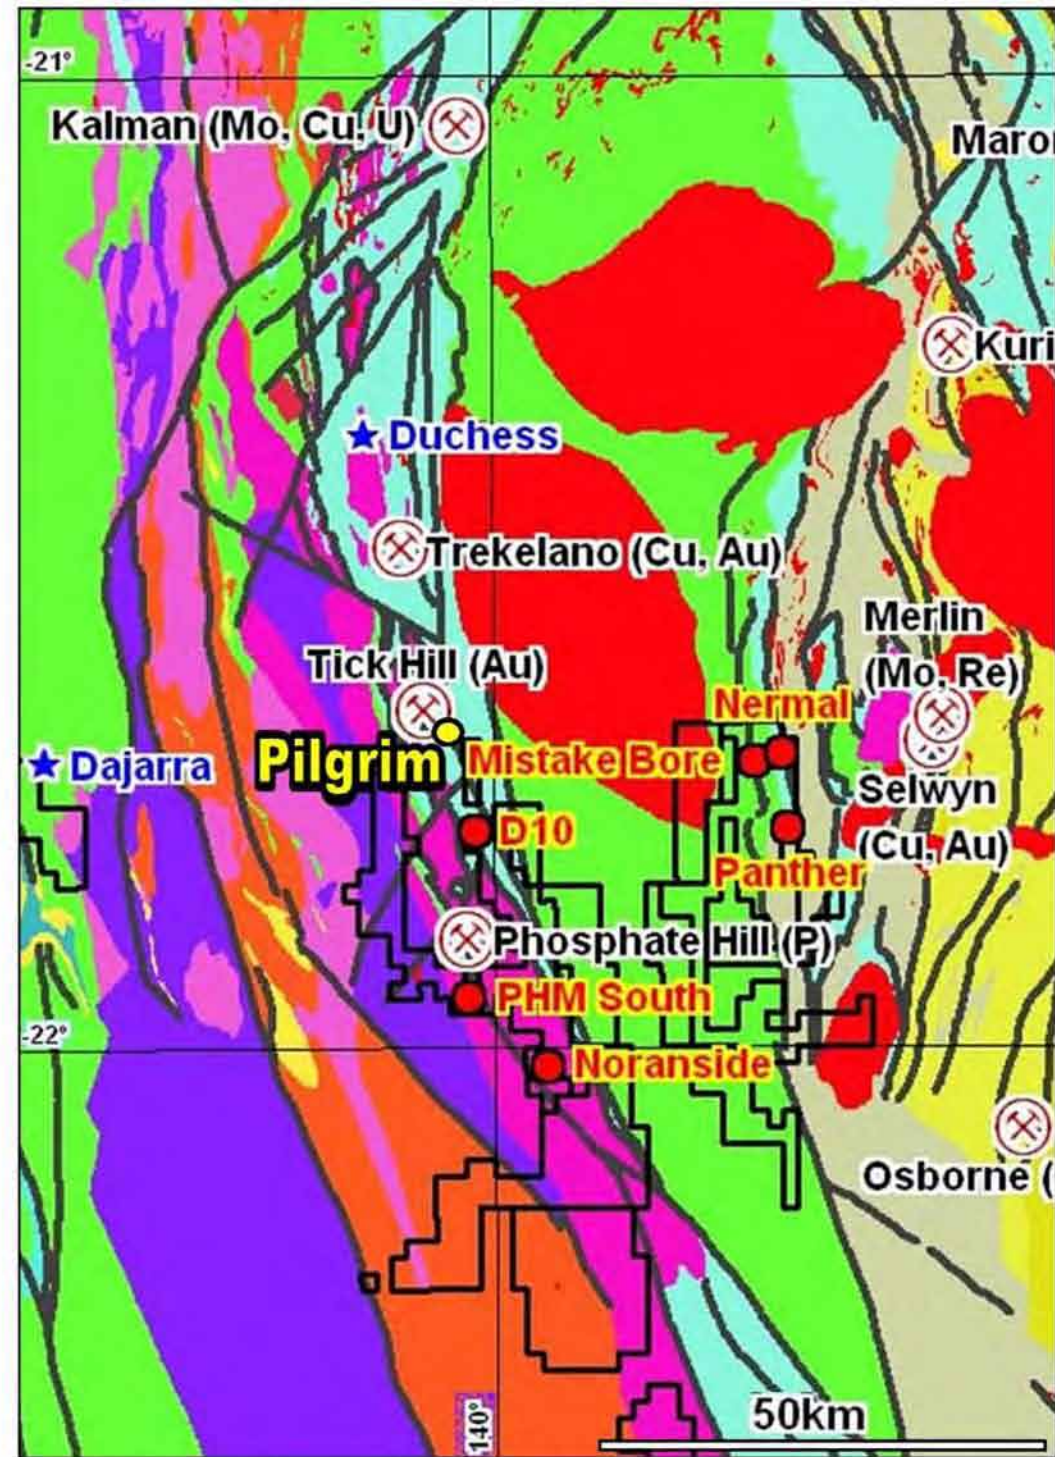 -21°
Kalman (Mo, Cu, U)
Maro
Kuri
Duchess
Trekelano (Cu, Au)
Merlin
(Mo, Re)
Tick Hill (Au)
Nermal
Pilgrim
Mistake Bore
Dajarra
Selwyn
(Cu, Au)
D10
Panther
Phosphate Hill (P)
PHM South
-22°
Noranside
Osborne (
50km
140°